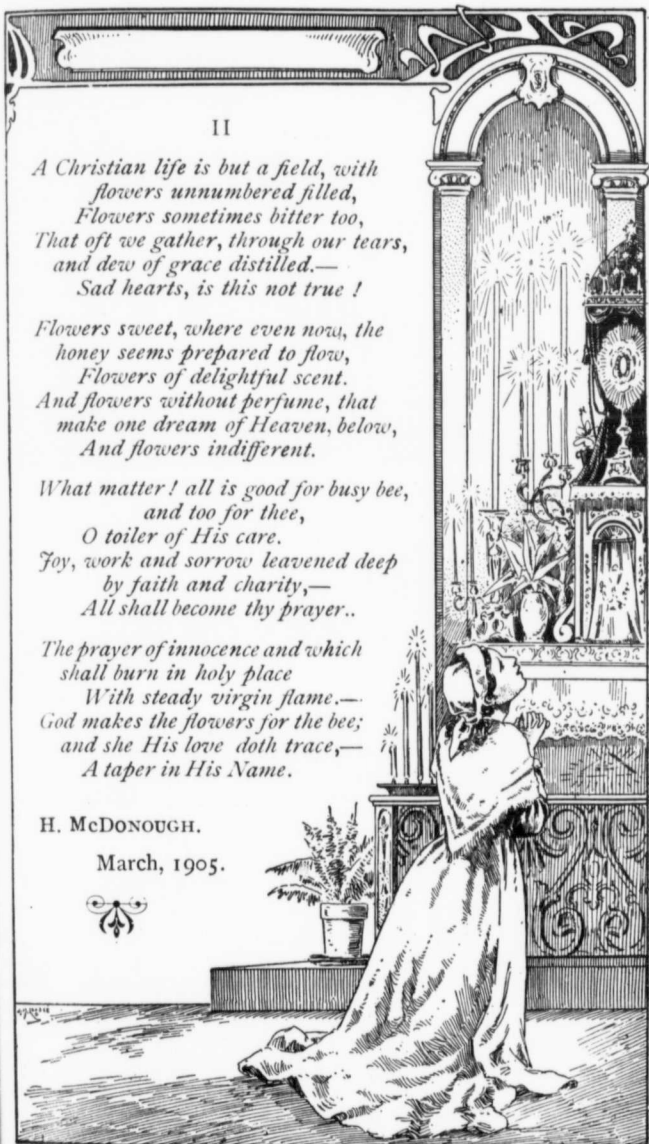 II
A Christian life is but a field, with
flowers unnumbered filled,
Flowers sometimes bitter too,
That oft we gather, through our tears,
and dew of grace distilled.—
Sad hearts, is this not true !
Flowers sweet, where even now, the
honey seems prepared to flow,
Flowers of delightful scent.
And flowers without perfume, that
make one dream of Heaven, below,
And flowers indifferent.
What matter ! all is good for busy bee,
and too for thee,
O toiler of His care.
Joy, work and sorrow leavened deep
by faith and charity,—
All shall become thy prayer..
The prayer of innocence and which
shall burn in holy place
With steady virgin flame.—
God makes the flowers for the bee;
and she His love doth trace,—
A taper in His Name.
H. McDONOUGH.
March, 1905.